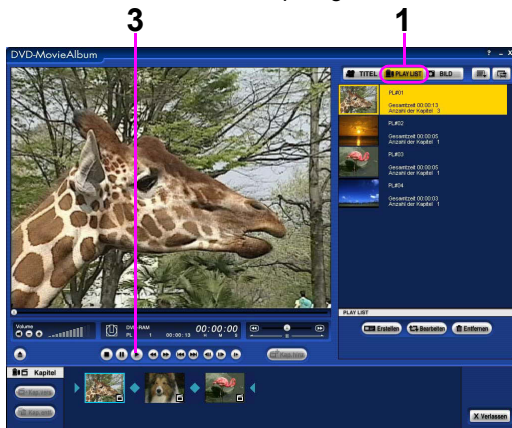 3
1
DVD-MovieAlbum
? – X
TITEL
PLAY LIST
BILD
PL#01
Gesamtzeit 00:00:13
Anzahl der Kapitel 3
PL#02
Gesamtzeit 00:00:05
Anzahl der Kapitel 1
PL#03
Gesamtzeit 00:00:05
Anzahl der Kapitel 1
PL#04
Gesamtzeit 00:00:03
Anzahl der Kapitel 1
Volume
DVD-RAM
PL 1 00:00:13
00:00:00
H M S
PLAY LIST
Erstellen
Bearbeiten
Entfernen
Kapitel
X Verlassen